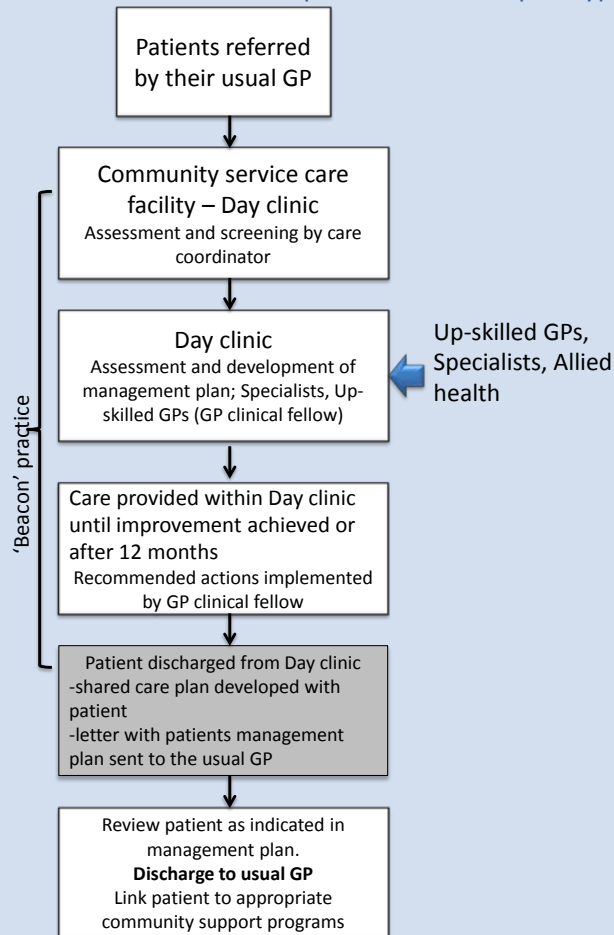 Patients referred
by their usual GP
Community service care
facility – Day clinic
Assessment and screening by care
coordinator
Day clinic
Assessment and development of
management plan; Specialists, Up-
skilled GPs (GP clinical fellow)
Up-skilled GPs,
Specialists, Allied
health
'Beacon' practice
Care provided within Day clinic
until improvement achieved or
after 12 months
Recommended actions implemented
by GP clinical fellow
Patient discharged from Day clinic
-shared care plan developed with
patient
-letter with patients management
plan sent to the usual GP
Review patient as indicated in
management plan.
Discharge to usual GP
Link patient to appropriate
community support programs